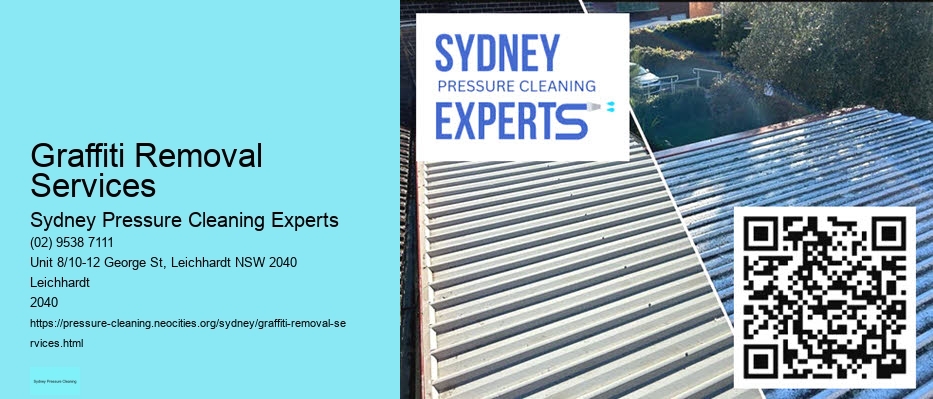 Graffiti Removal
Services
Sydney Pressure Cleaning Experts
(02) 9538 7111
Unit 8/10-12 George St, Leichhardt NSW 2040
Leichhardt
2040
https://pressure-cleaning.neocities.org/sydney/graffiti-removal-se
rvices.html
Sydney Pressure Cleaning
SYDNEY
PRESSURE CLEANING
EXPERTS